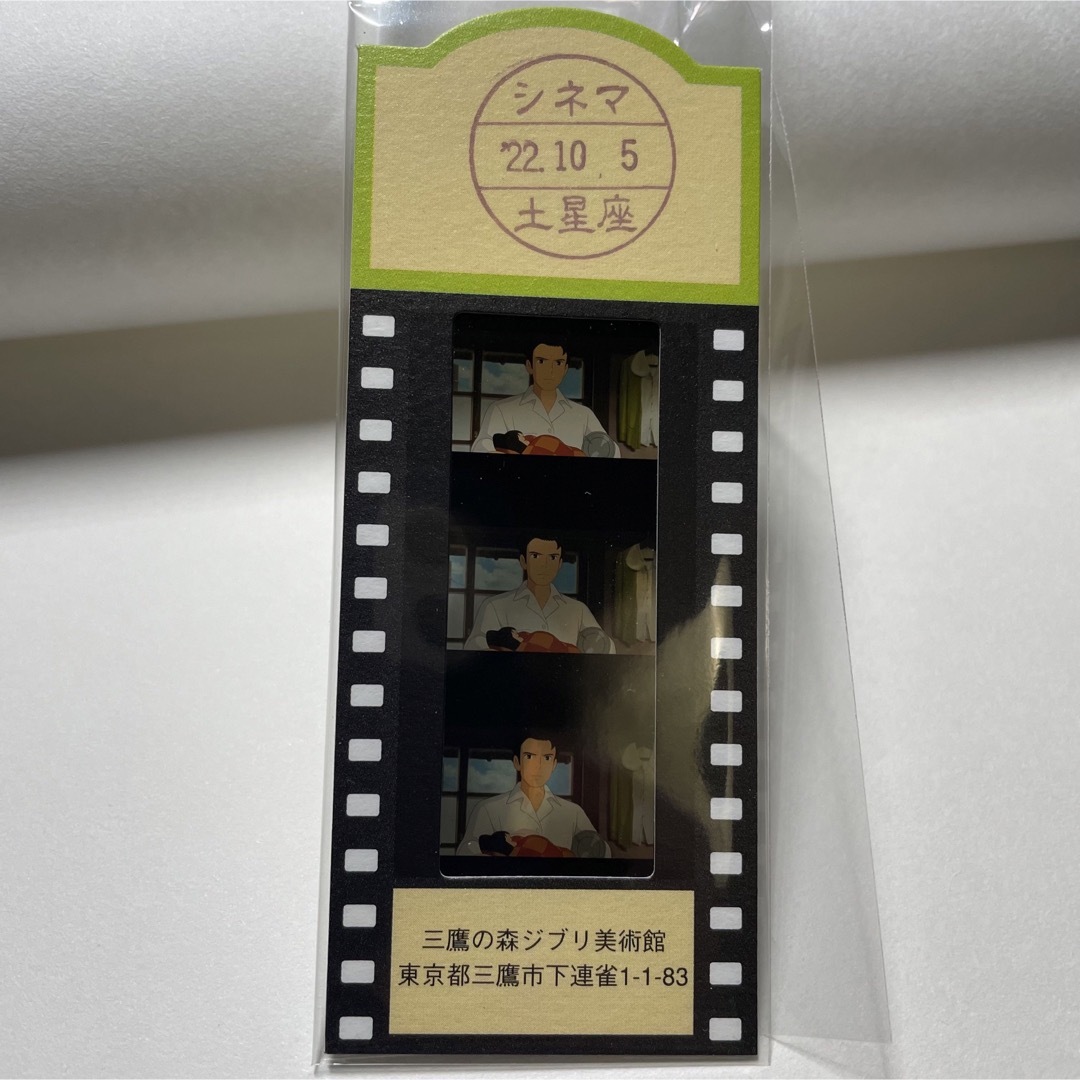 シネマ
'22.10.5
土星座
三鷹の森ジブリ美術館
東京都三鷹市下連雀1-1-83